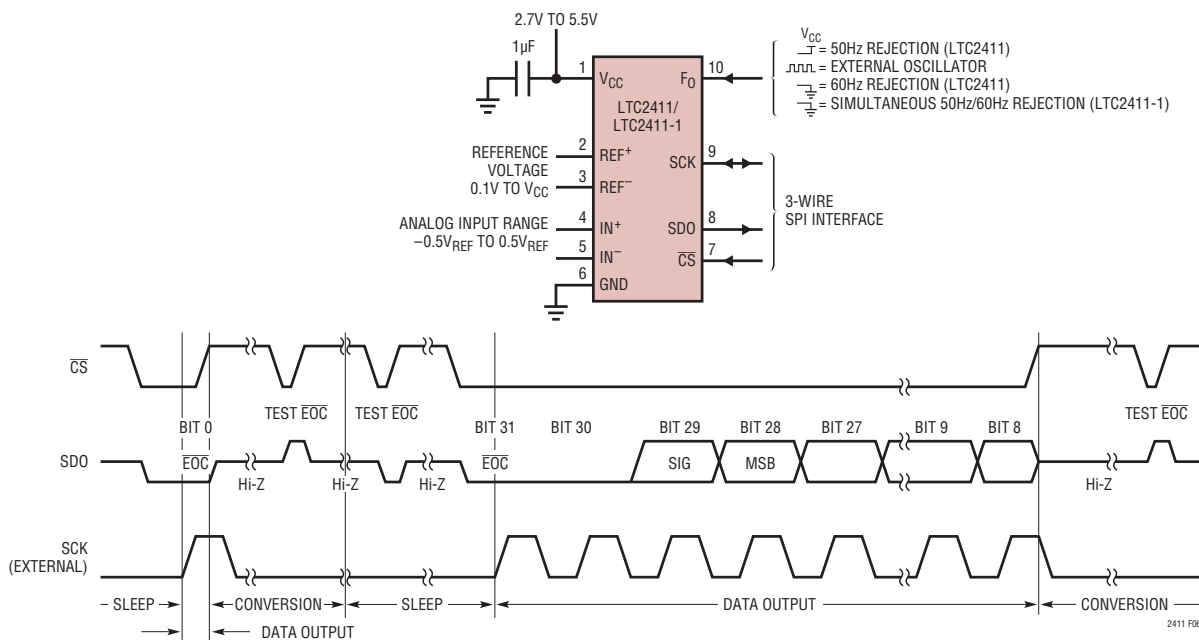 2.7V TO 5.5V
1µF
1
VCC
LTC2411/
LTC2411-1
FO
10
VCC
= 50Hz REJECTION (LTC2411)
= EXTERNAL OSCILLATOR
= 60Hz REJECTION (LTC2411)
= SIMULTANEOUS 50Hz/60Hz REJECTION (LTC2411-1)
REFERENCE
VOLTAGE
0.1V TO VCC
2
REF+
3
REF−
SCK
9
ANALOG INPUT RANGE
−0.5VREF TO 0.5VREF
4
IN+
5
IN−
6
GND
SDO
8
CS
7
3-WIRE
SPI INTERFACE
CS
TEST EOC
TEST EOC
TEST EOC
BIT 0
BIT 31
BIT 30
BIT 29
BIT 28
BIT 27
BIT 9
BIT 8
SDO
EOC
Hi-Z
Hi-Z
Hi-Z
EOC
SIG
MSB
Hi-Z
SCK
(EXTERNAL)
SLEEP
CONVERSION
SLEEP
DATA OUTPUT
CONVERSION
DATA OUTPUT
2411 F06